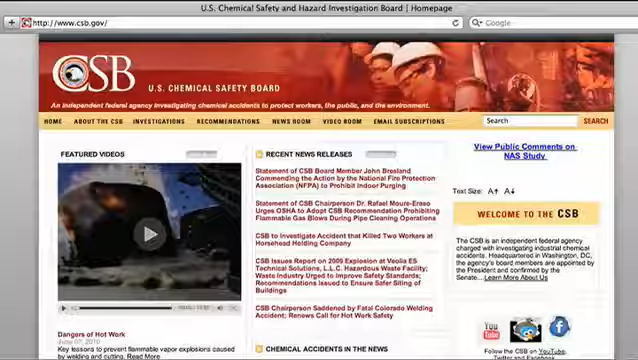 U.S. Chemical Safety and Hazard Investigation Board | Homepage
http://www.csb.gov/
Google
CSB U.S. CHEMICAL SAFETY BOARD
An independent federal agency investigating chemical accidents to protect workers, the public, and the environment.
HOME ABOUT THE CSB INVESTIGATIONS RECOMMENDATIONS NEWS ROOM VIDEO ROOM EMAIL SUBSCRIPTIONS Search SEARCH
FEATURED VIDEOS
Dangers of Hot Work
June 07, 2010
Key lessons to prevent flammable vapor explosions caused
by welding and cutting. Read More
RECENT NEWS RELEASES
Statement of CSB Board Member John Bresland
Commending the Action by the National Fire Protection
Association (NFPA) to Prohibit Indoor Purging
Statement of CSB Chairperson Dr. Rafael Moure-Eraso
Urges OSHA to Adopt CSB Recommendation Prohibiting
Flammable Gas Blows During Pipe Cleaning Operations
CSB to Investigate Accident that Killed Two Workers at
Horsehead Holding Company
CSB Issues Report on 2009 Explosion at Veolia ES
Technical Solutions, L.L.C. Hazardous Waste Facility;
Waste Industry Urged to Improve Safety Standards;
Recommendations Issued to Ensure Safer Siting of
Buildings
CSB Chairperson Saddened by Fatal Colorado Welding
Accident; Renews Call for Hot Work Safety
CHEMICAL ACCIDENTS IN THE NEWS
View Public Comments on
NAS Study
Text Size: A A
WELCOME TO THE CSB
The CSB is an independent federal agency
charged with investigating industrial chemical
accidents. Headquartered in Washington, DC,
the agency's board members are appointed by
the President and confirmed by the
Senate...Learn More About Us
You Tube
Follow the CSB on YouTube,
Twitter and Facebook